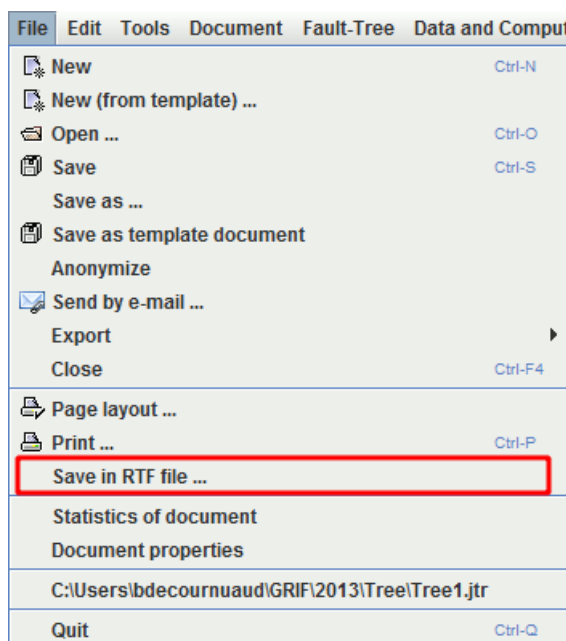 File Edit Tools Document Fault-Tree Data and Comput
New Ctrl-N
New (from template) ...
Open ... Ctrl-O
Save Ctrl-S
Save as ...
Save as template document
Anonymize
Send by e-mail ...
Export
Close Ctrl-F4
Page layout ...
Print ... Ctrl-P
Save in RTF file ...
Statistics of document
Document properties
C:\Users\bdecournuaud\GRIF\2013\Tree\Tree1.jtr
Quit Ctrl-Q